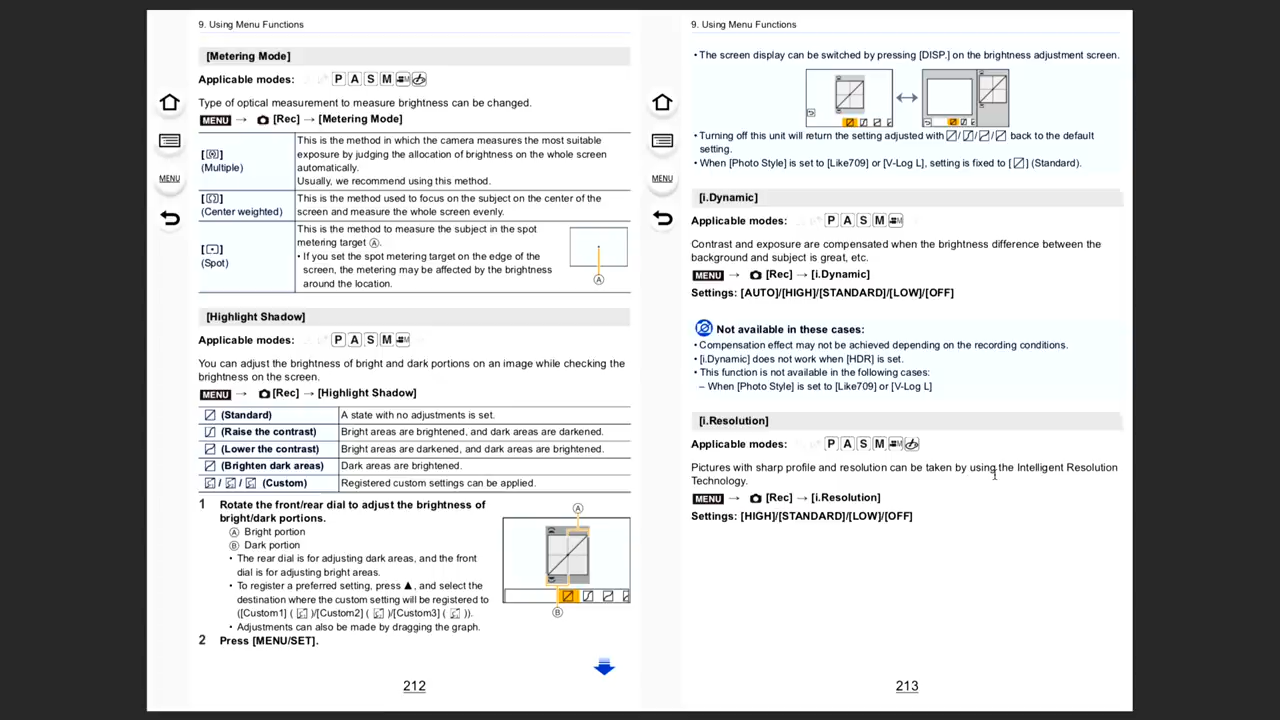 9. Using Menu Functions
[Metering Mode]
Applicable modes: P A S M
Type of optical measurement to measure brightness can be changed.
MENU → [Rec] → [Metering Mode]
[ ]
(Multiple)
This is the method in which the camera measures the most suitable
exposure by judging the allocation of brightness on the whole screen
automatically.
Usually, we recommend using this method.
[ ]
(Center weighted)
This is the method used to focus on the subject on the center of the
screen and measure the whole screen evenly.
[ ]
(Spot)
This is the method to measure the subject in the spot
metering target Ⓐ.
• If you set the spot metering target on the edge of the
screen, the metering may be affected by the brightness
around the location.
Ⓐ
[Highlight Shadow]
Applicable modes: P A S M
You can adjust the brightness of bright and dark portions on an image while checking the
brightness on the screen.
MENU → [Rec] → [Highlight Shadow]
(Standard) A state with no adjustments is set.
(Raise the contrast) Bright areas are brightened, and dark areas are darkened.
(Lower the contrast) Bright areas are darkened, and dark areas are brightened.
(Brighten dark areas) Dark areas are brightened.
/ / (Custom) Registered custom settings can be applied.
1 Rotate the front/rear dial to adjust the brightness of
bright/dark portions.
Ⓐ Bright portion
Ⓑ Dark portion
• The rear dial is for adjusting dark areas, and the front
dial is for adjusting bright areas.
• To register a preferred setting, press ▲, and select the
destination where the custom setting will be registered to
([Custom1] ( )/[Custom2] ( )/[Custom3] ( )).
• Adjustments can also be made by dragging the graph.
2 Press [MENU/SET].
Ⓐ
Ⓑ
212
MENU
9. Using Menu Functions
• The screen display can be switched by pressing [DISP.] on the brightness adjustment screen.
• Turning off this unit will return the setting adjusted with / / / back to the default
setting.
• When [Photo Style] is set to [Like709] or [V-Log L], setting is fixed to [ ] (Standard).
[i.Dynamic]
Applicable modes: P A S M
Contrast and exposure are compensated when the brightness difference between the
background and subject is great, etc.
MENU → [Rec] → [i.Dynamic]
Settings: [AUTO]/[HIGH]/[STANDARD]/[LOW]/[OFF]
Not available in these cases:
• Compensation effect may not be achieved depending on the recording conditions.
• [i.Dynamic] does not work when [HDR] is set.
• This function is not available in the following cases:
– When [Photo Style] is set to [Like709] or [V-Log L]
[i.Resolution]
Applicable modes: P A S M
Pictures with sharp profile and resolution can be taken by using the Intelligent Resolution
Technology.
MENU → [Rec] → [i.Resolution]
Settings: [HIGH]/[STANDARD]/[LOW]/[OFF]
213
MENU